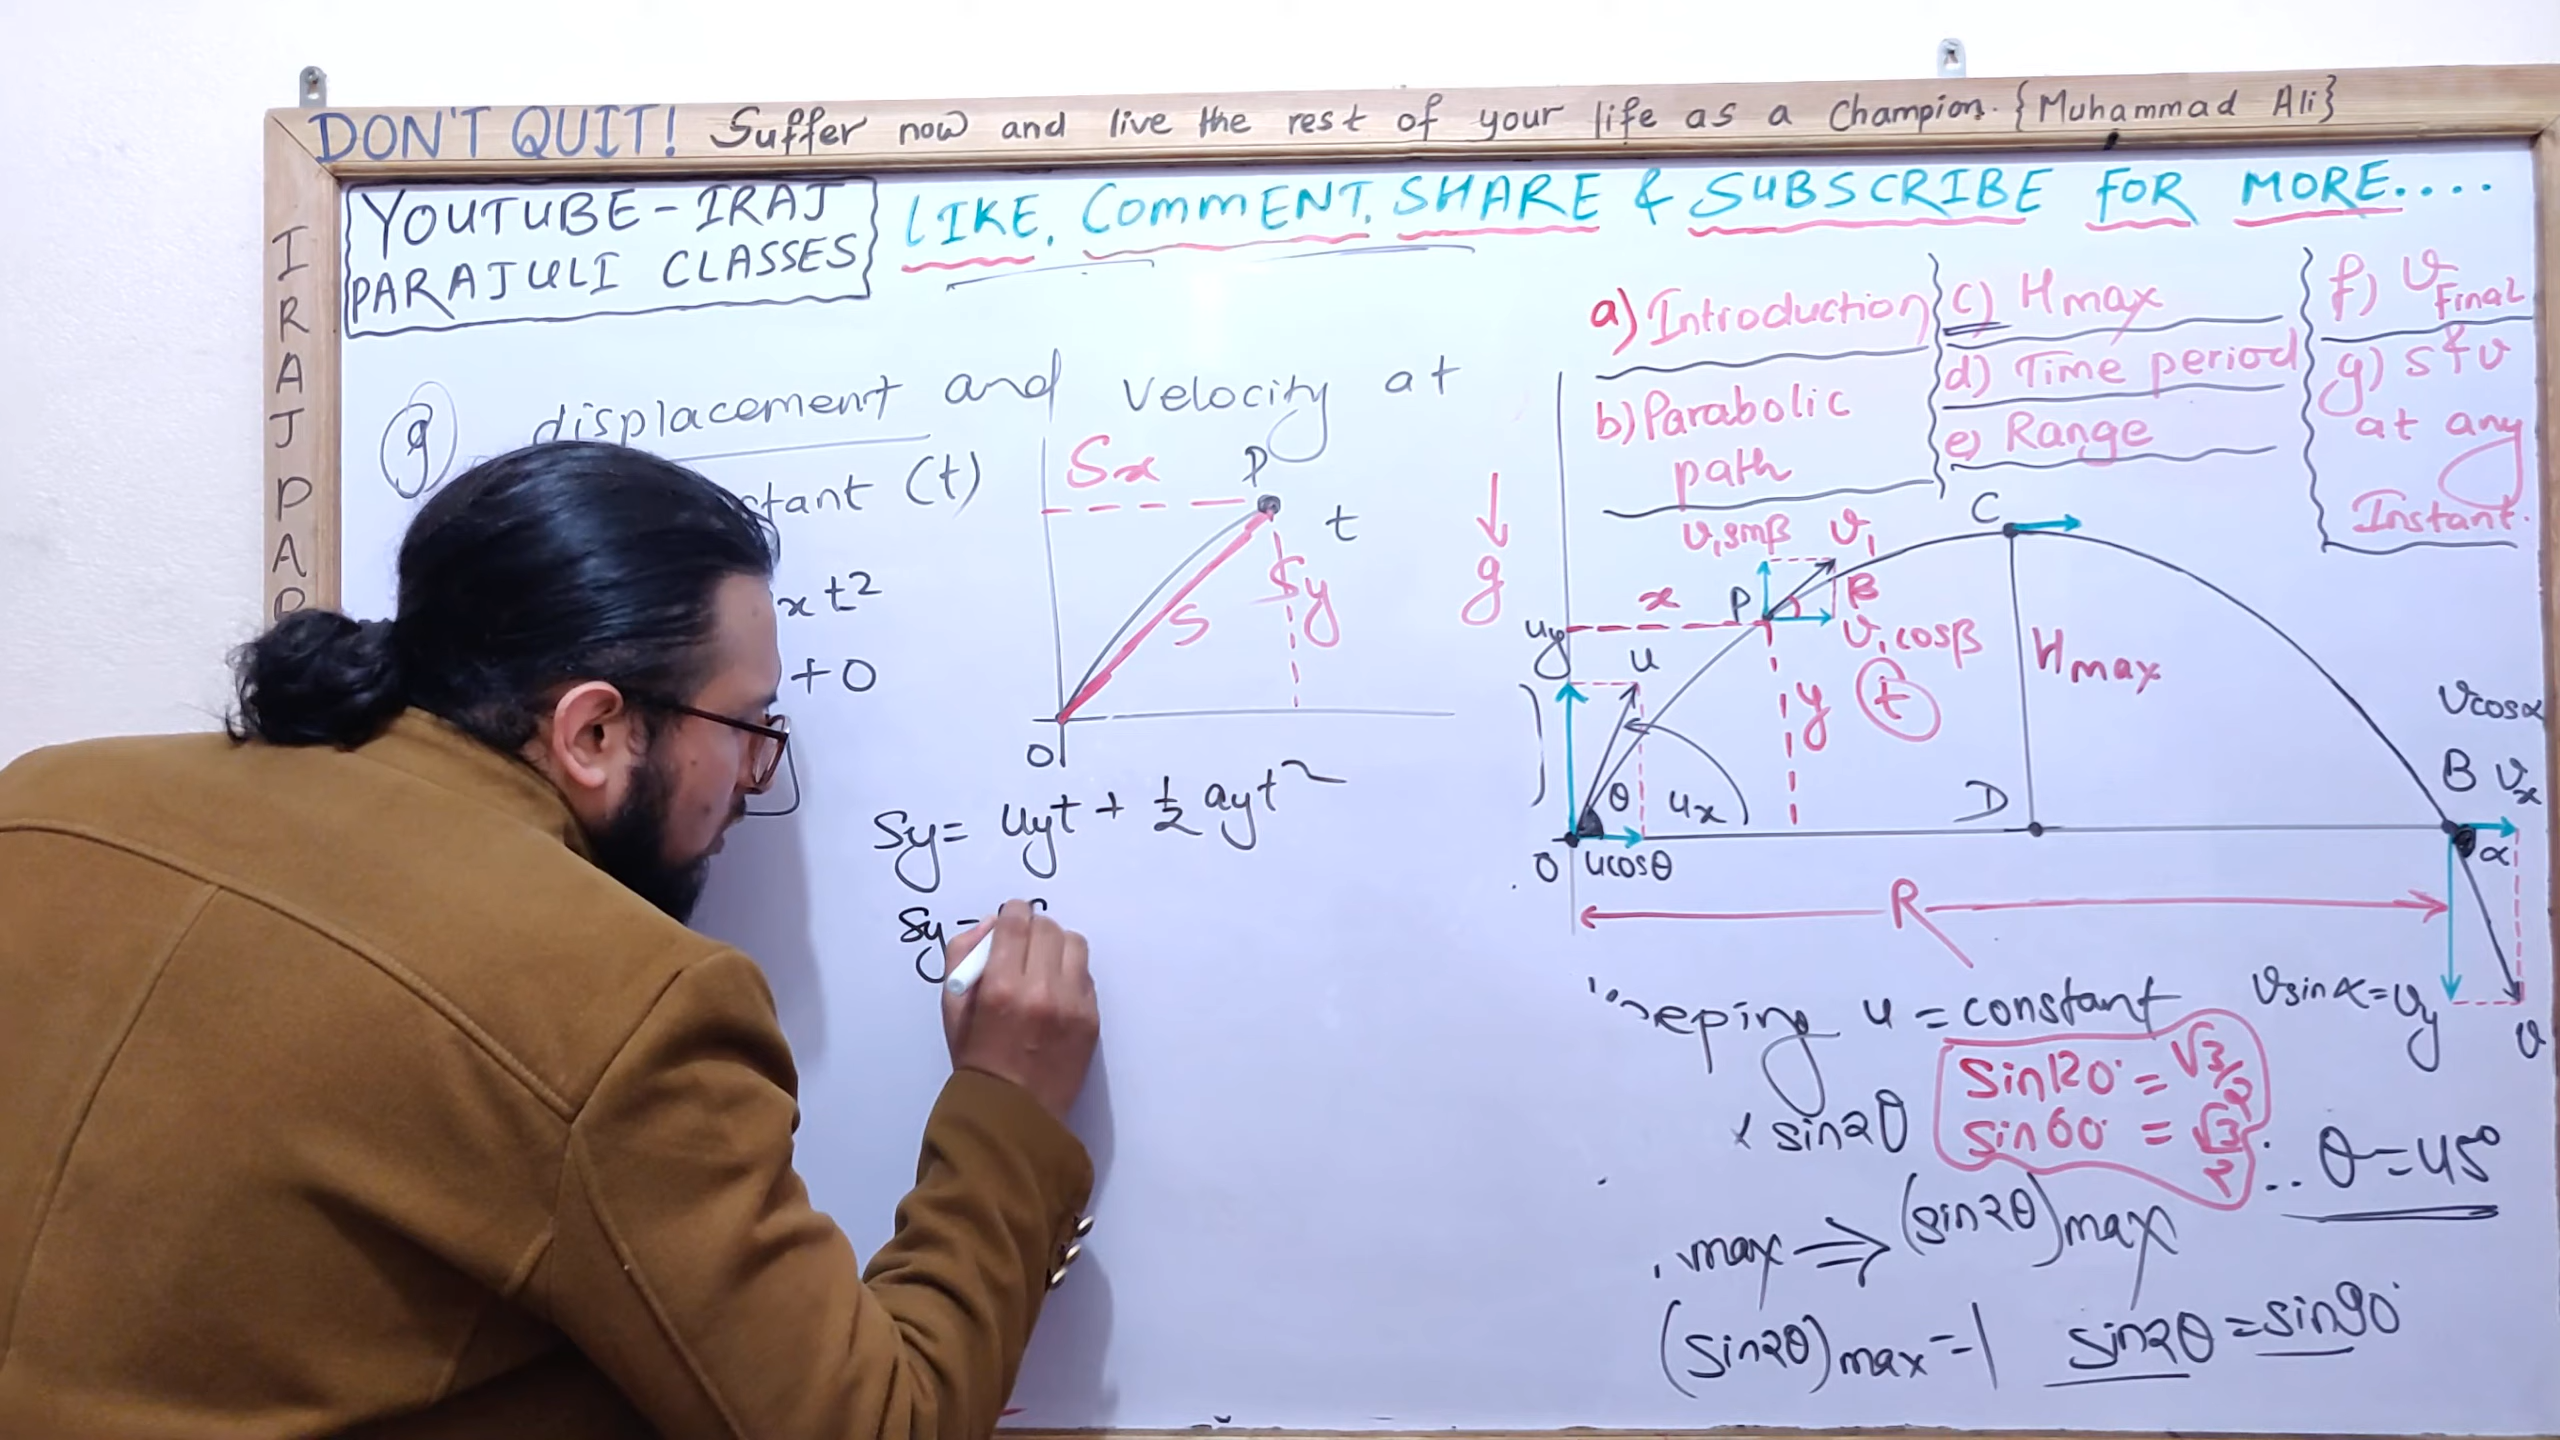 DON'T QUIT! Suffer now and live the rest of your life as a Champion. {Muhammad Ali}
IRAJ PAR
YOUTUBE-IRAJ
PARAJULI CLASSES
LIKE, COMMENT, SHARE & SUBSCRIBE FOR MORE....
a) Introduction
b) Parabolic
path
c) Hmax
d) Time period
e) Range
f) v Final
g) s & v
at any
Instant.
g displacement and velocity at
stant (t)
x t²
+0
Sx P
t
Sy
S
O
Sy = uyt + ½ ayt²
Sy =
g
C
v₁sinβ v₁
x P β
v₁cosβ
uy
u
y t
Hmax
θ ux
D
O ucosθ
vcosα
B vx
α
R
vsinα = vy
v
eping u = constant
sin120° = √3/2
sin60° = √3/2
sin2θ
∴ θ = 45°
max ⇒ (sin2θ)max
(sin2θ)max = 1 sin2θ = sin90°